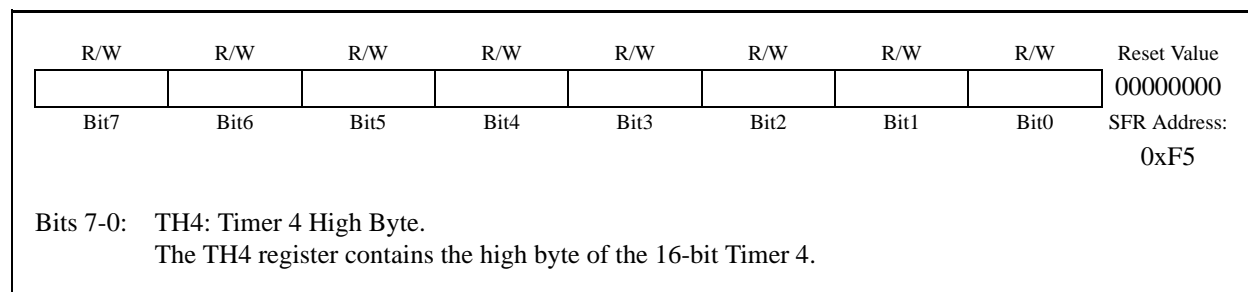 R/W R/W R/W R/W R/W R/W R/W R/W Reset Value
00000000
Bit7 Bit6 Bit5 Bit4 Bit3 Bit2 Bit1 Bit0 SFR Address:
0xF5
Bits 7-0: TH4: Timer 4 High Byte.
The TH4 register contains the high byte of the 16-bit Timer 4.